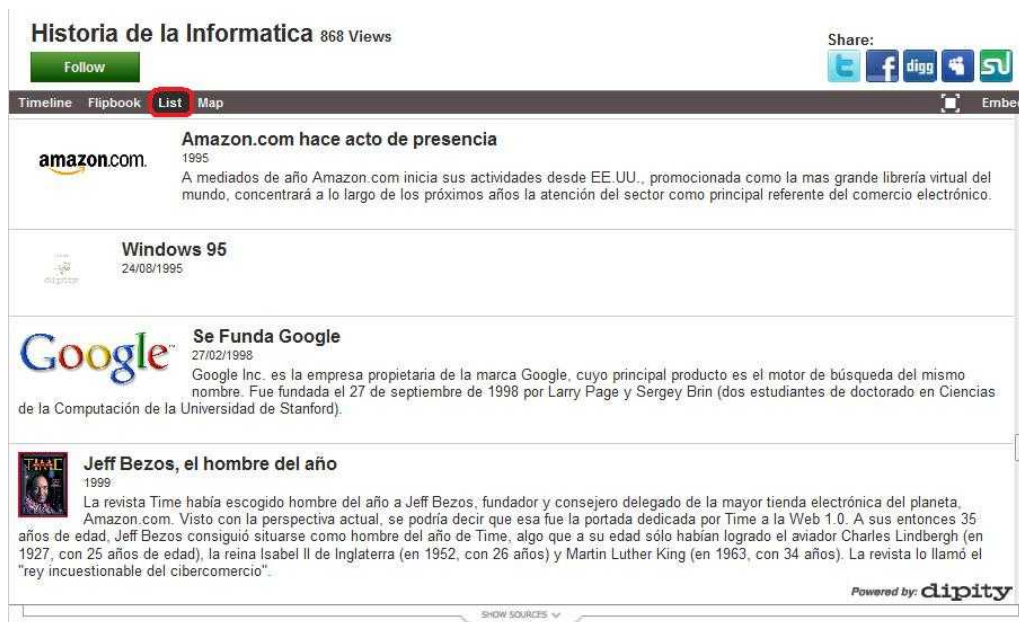 Historia de la Informatica 868 Views
Share:
Follow
digg
Timeline Flipbook List Map
Embe
Amazon.com hace acto de presencia
1995
amazon.com.
A mediados de año Amazon.com inicia sus actividades desde EE.UU., promocionada como la mas grande librería virtual del
mundo, concentrará a lo largo de los próximos años la atención del sector como principal referente del comercio electrónico.
Windows 95
24/08/1995
dipity
Se Funda Google
27/02/1998
Google
Google Inc. es la empresa propietaria de la marca Google, cuyo principal producto es el motor de búsqueda del mismo
nombre. Fue fundada el 27 de septiembre de 1998 por Larry Page y Sergey Brin (dos estudiantes de doctorado en Ciencias
de la Computación de la Universidad de Stanford).
TIME
Jeff Bezos, el hombre del año
1999
La revista Time había escogido hombre del año a Jeff Bezos, fundador y consejero delegado de la mayor tienda electrónica del planeta,
Amazon.com. Visto con la perspectiva actual, se podría decir que esa fue la portada dedicada por Time a la Web 1.0. A sus entonces 35
años de edad, Jeff Bezos consiguió situarse como hombre del año de Time, algo que a su edad sólo habían logrado el aviador Charles Lindbergh (en
1927, con 25 años de edad), la reina Isabel II de Inglaterra (en 1952, con 26 años) y Martin Luther King (en 1963, con 34 años). La revista lo llamó el
"rey incuestionable del cibercomercio".
Powered by: dipity
SHOW SOURCES